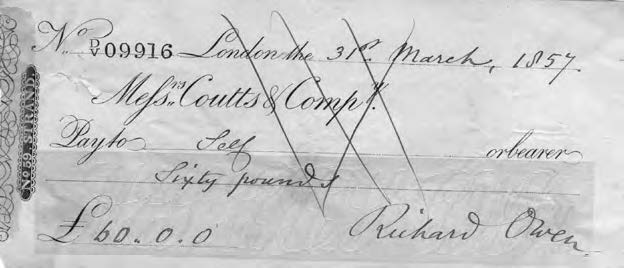 No. D/V 09916 London the 31st. March, 1857.
Messrs. Coutts & Compy.
Pay to Self or bearer
Sixty pounds
£ 60.0.0
Richard Owen
No. 59. STRAND.